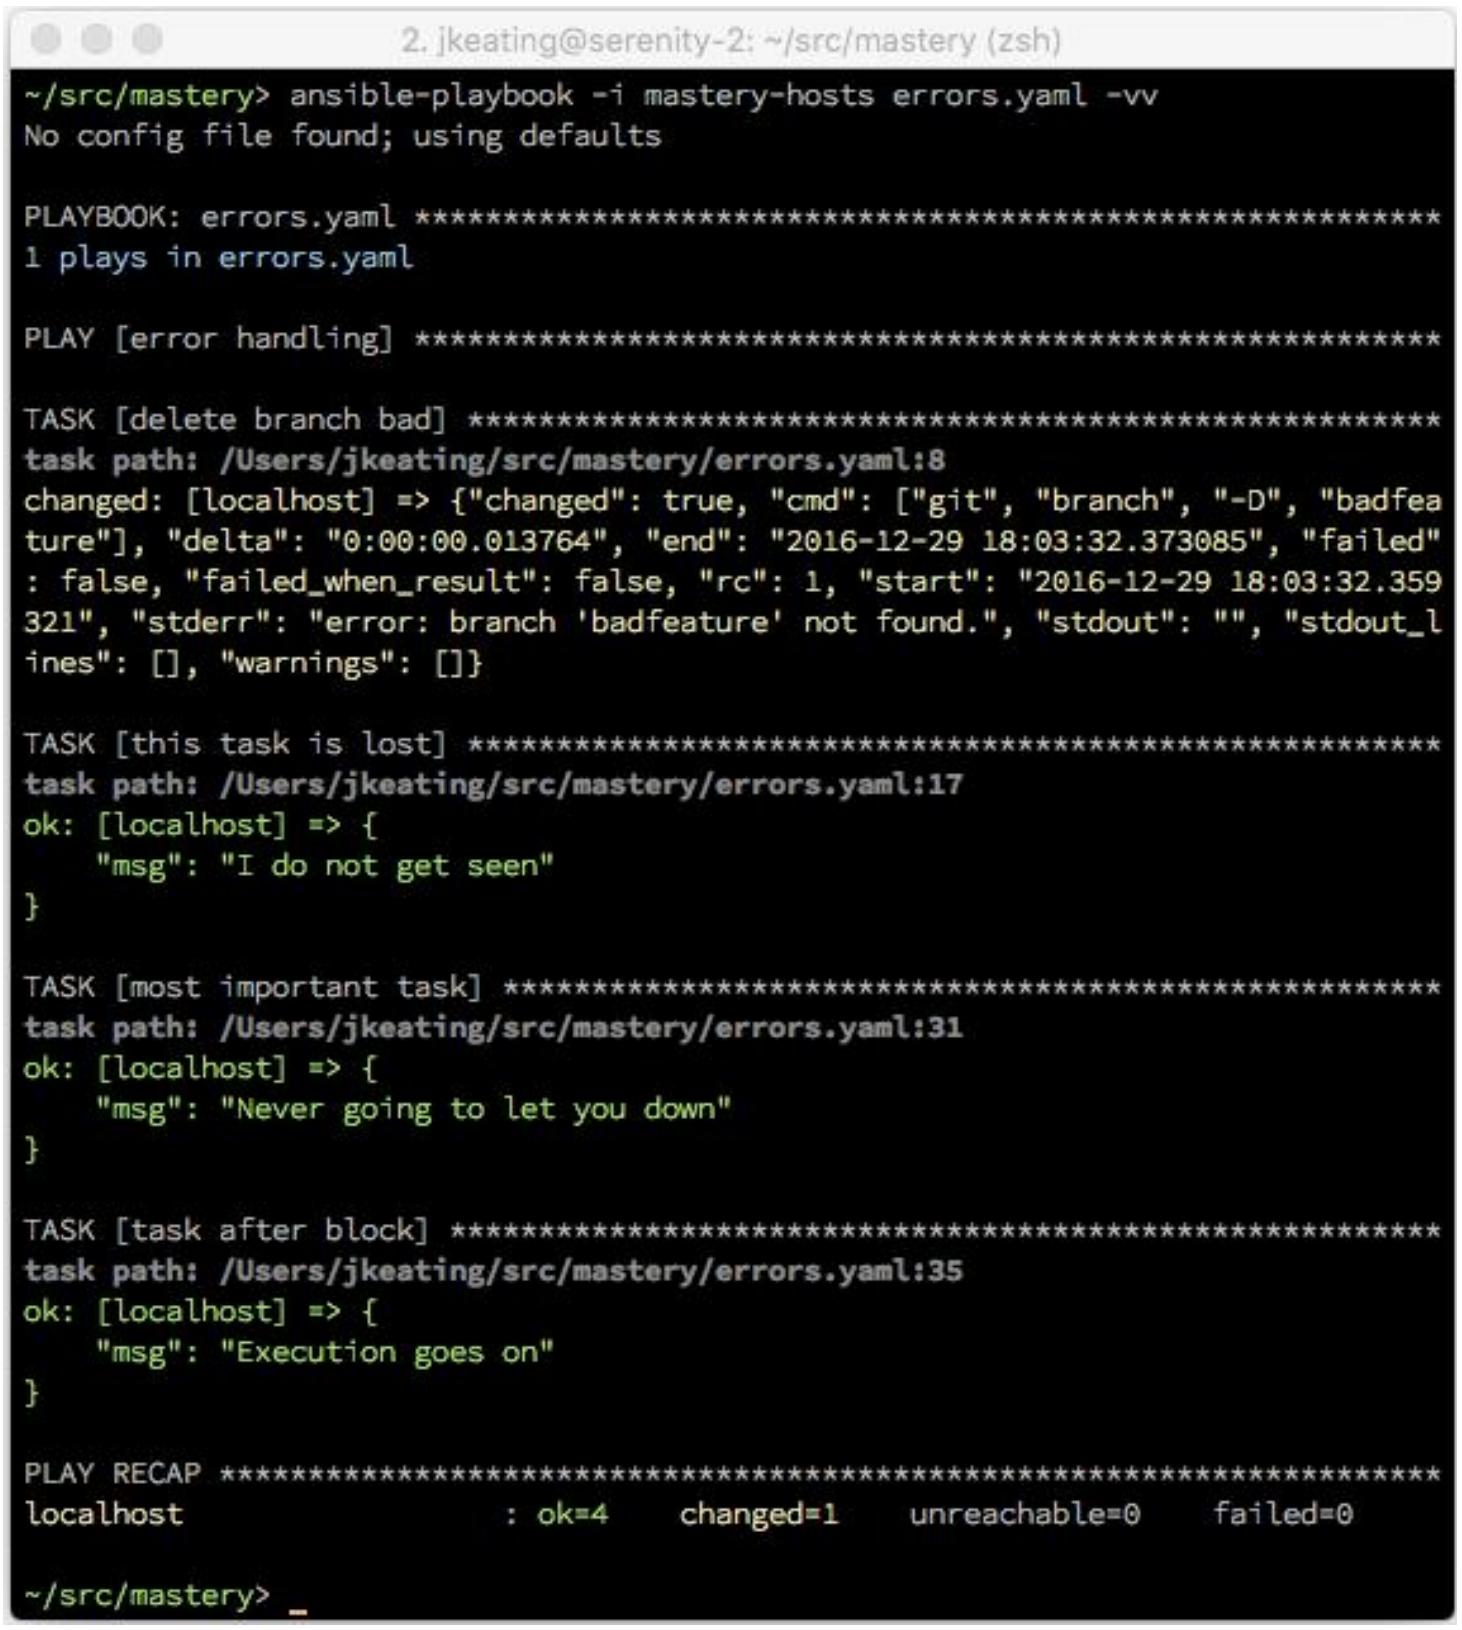 2. jkeating@serenity-2: ~/src/mastery (zsh)
~/src/mastery> ansible-playbook -i mastery-hosts errors.yaml -vv
No config file found; using defaults
PLAYBOOK: errors.yaml **********************************************************
1 plays in errors.yaml
PLAY [error handling] **********************************************************
TASK [delete branch bad] *******************************************************
task path: /Users/jkeating/src/mastery/errors.yaml:8
changed: [localhost] => {"changed": true, "cmd": ["git", "branch", "-D", "badfea
ture"], "delta": "0:00:00.013764", "end": "2016-12-29 18:03:32.373085", "failed"
: false, "failed_when_result": false, "rc": 1, "start": "2016-12-29 18:03:32.359
321", "stderr": "error: branch 'badfeature' not found.", "stdout": "", "stdout_l
ines": [], "warnings": []}
TASK [this task is lost] *******************************************************
task path: /Users/jkeating/src/mastery/errors.yaml:17
ok: [localhost] => {
    "msg": "I do not get seen"
}
TASK [most important task] *****************************************************
task path: /Users/jkeating/src/mastery/errors.yaml:31
ok: [localhost] => {
    "msg": "Never going to let you down"
}
TASK [task after block] ********************************************************
task path: /Users/jkeating/src/mastery/errors.yaml:35
ok: [localhost] => {
    "msg": "Execution goes on"
}
PLAY RECAP *********************************************************************
localhost                  : ok=4    changed=1    unreachable=0    failed=0
~/src/mastery> _